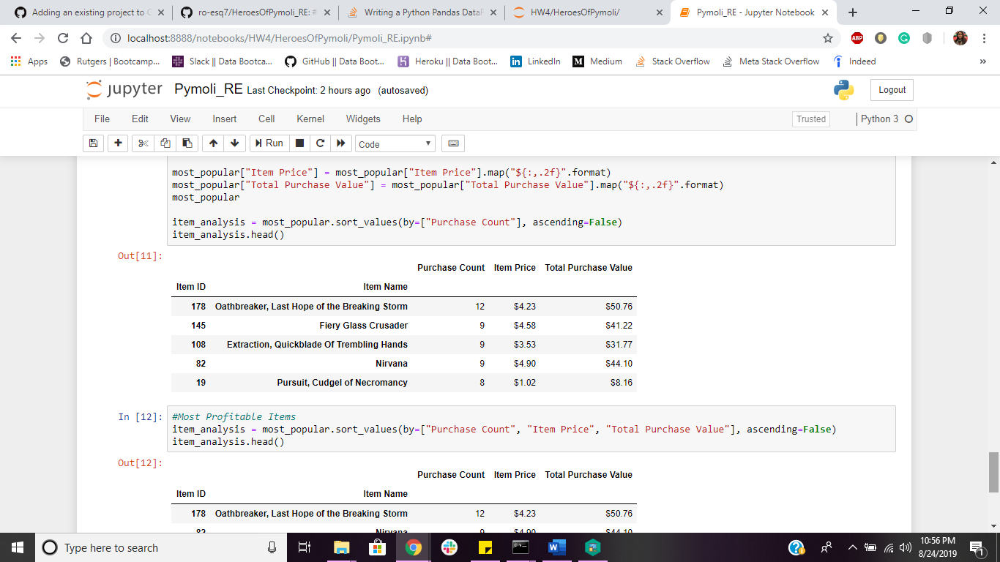 Adding an existing project to G
ro-esq7/HeroesOfPymoli_RE: #
Writing a Python Pandas DataF
HW4/HeroesOfPymoli/
Pymoli_RE - Jupyter Notebook
localhost:8888/notebooks/HW4/HeroesOfPymoli/Pymoli_RE.ipynb#
ABP
Apps
Rutgers | Bootcamp...
Slack || Data Bootca...
GitHub || Data Boot...
Heroku || Data Boot...
LinkedIn
Medium
Stack Overflow
Meta Stack Overflow
Indeed
»
jupyter Pymoli_RE Last Checkpoint: 2 hours ago (autosaved)
Logout
File Edit View Insert Cell Kernel Widgets Help
Trusted
Python 3
Run
Code
most_popular["Item Price"] = most_popular["Item Price"].map("${:,.2f}".format)
most_popular["Total Purchase Value"] = most_popular["Total Purchase Value"].map("${:,.2f}".format)
most_popular
item_analysis = most_popular.sort_values(by=["Purchase Count"], ascending=False)
item_analysis.head()
Out[11]:
Purchase Count Item Price Total Purchase Value
Item ID Item Name
178 Oathbreaker, Last Hope of the Breaking Storm 12 $4.23 $50.76
145 Fiery Glass Crusader 9 $4.58 $41.22
108 Extraction, Quickblade Of Trembling Hands 9 $3.53 $31.77
82 Nirvana 9 $4.90 $44.10
19 Pursuit, Cudgel of Necromancy 8 $1.02 $8.16
In [12]: #Most Profitable Items
item_analysis = most_popular.sort_values(by=["Purchase Count", "Item Price", "Total Purchase Value"], ascending=False)
item_analysis.head()
Out[12]:
Purchase Count Item Price Total Purchase Value
Item ID Item Name
178 Oathbreaker, Last Hope of the Breaking Storm 12 $4.23 $50.76
82 Nirvana 9 $4.90 $44.10
Type here to search
10:56 PM
8/24/2019
1